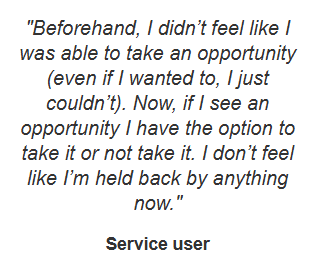 "Beforehand, I didn’t feel like I
was able to take an opportunity
(even if I wanted to, I just
couldn’t). Now, if I see an
opportunity I have the option to
take it or not take it. I don’t feel
like I’m held back by anything
now."
Service user